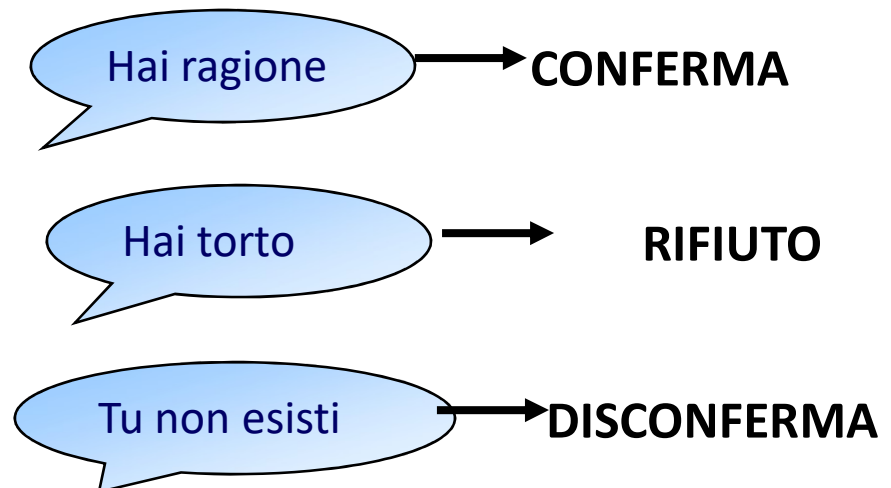 Hai ragione CONFERMA
Hai torto RIFIUTO
Tu non esisti DISCONFERMA